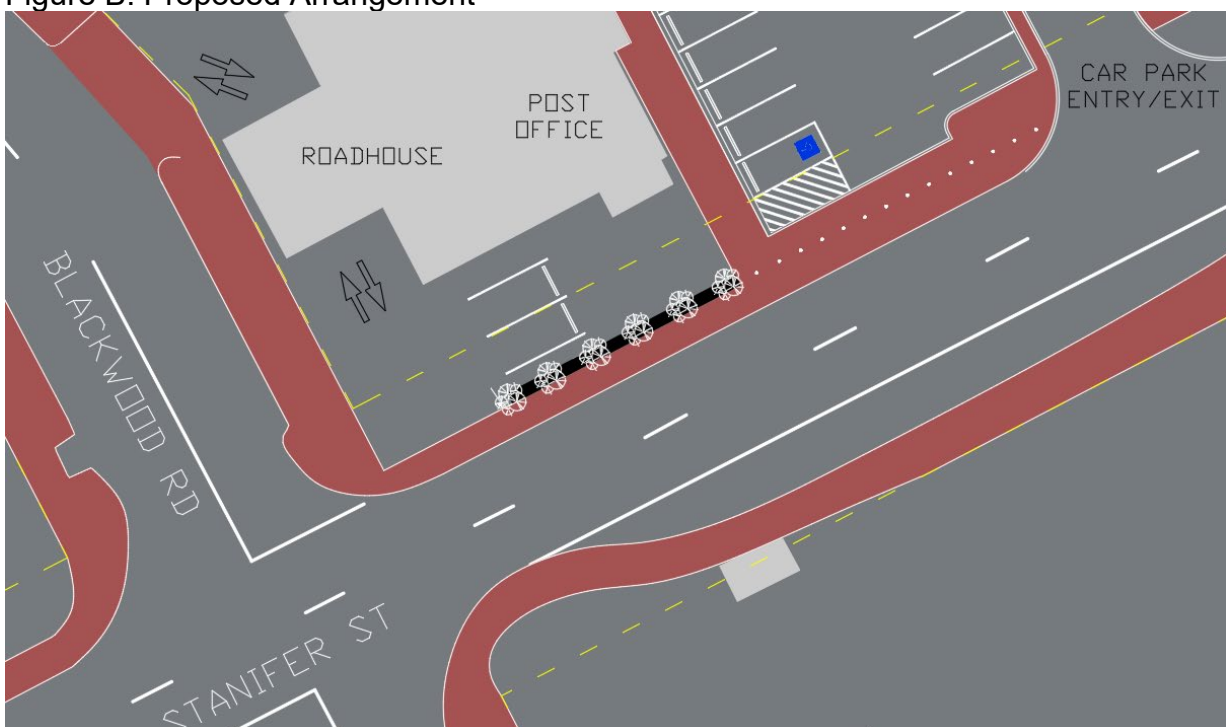 Figure B: Proposed Arrangement
CAR PARK
ENTRY/EXIT
POST
OFFICE
ROADHOUSE
BLACKWOOD RD
STANIFER ST